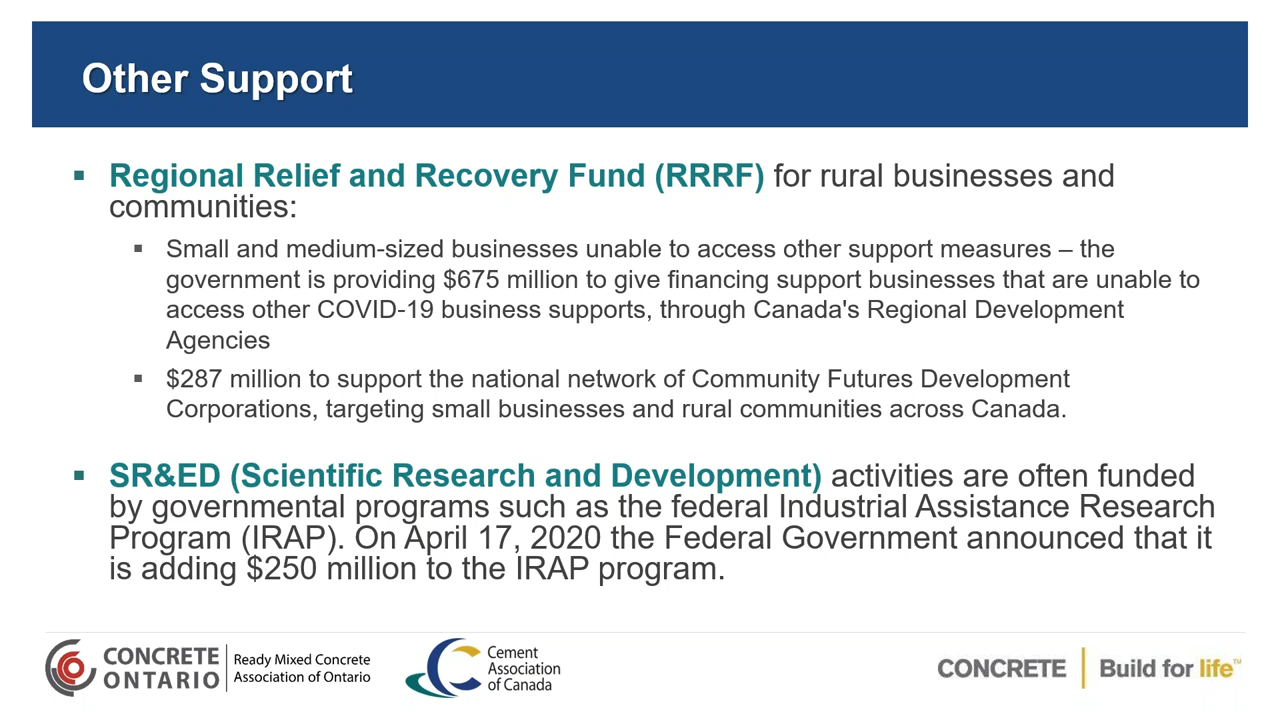 Other Support
▪ Regional Relief and Recovery Fund (RRRF) for rural businesses and
communities:
▪ Small and medium-sized businesses unable to access other support measures – the
government is providing $675 million to give financing support businesses that are unable to
access other COVID-19 business supports, through Canada's Regional Development
Agencies
▪ $287 million to support the national network of Community Futures Development
Corporations, targeting small businesses and rural communities across Canada.
▪ SR&ED (Scientific Research and Development) activities are often funded
by governmental programs such as the federal Industrial Assistance Research
Program (IRAP). On April 17, 2020 the Federal Government announced that it
is adding $250 million to the IRAP program.
CONCRETE
ONTARIO
Ready Mixed Concrete
Association of Ontario
Cement
Association
of Canada
CONCRETE | Build for life™